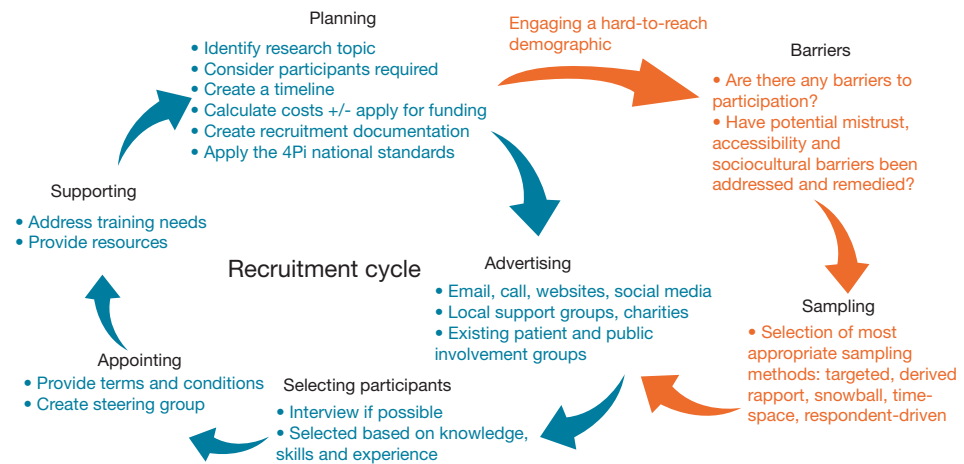 Planning
• Identify research topic
• Consider participants required
• Create a timeline
• Calculate costs +/- apply for funding
• Create recruitment documentation
• Apply the 4Pi national standards
Engaging a hard-to-reach
demographic
Barriers
• Are there any barriers to
participation?
• Have potential mistrust,
accessibility and
sociocultural barriers been
addressed and remedied?
Supporting
• Address training needs
• Provide resources
Recruitment cycle
Advertising
• Email, call, websites, social media
• Local support groups, charities
• Existing patient and public
involvement groups
Sampling
• Selection of most
appropriate sampling
methods: targeted, derived
rapport, snowball, time-
space, respondent-driven
Appointing
• Provide terms and conditions
• Create steering group
Selecting participants
• Interview if possible
• Selected based on knowledge,
skills and experience